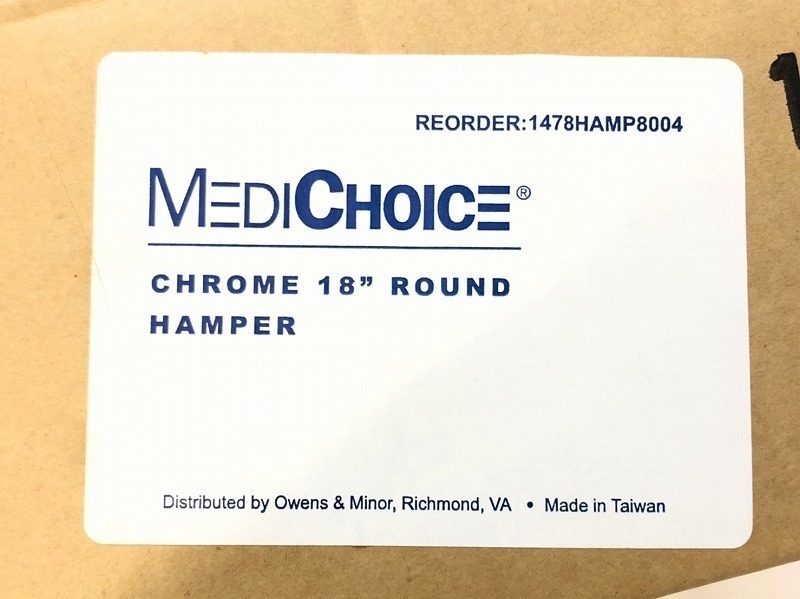 REORDER:1478HAMP8004
MEDICHOICE®
CHROME 18” ROUND
HAMPER
Distributed by Owens & Minor, Richmond, VA • Made in Taiwan